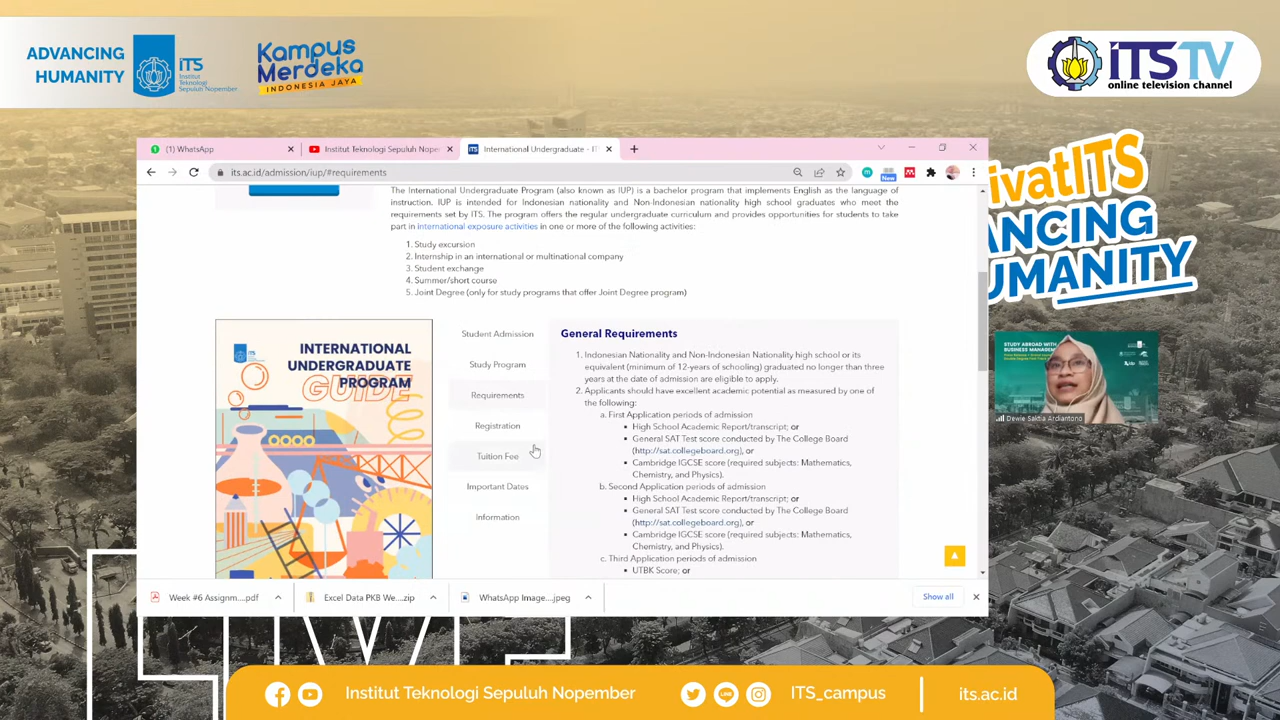 ADVANCING
HUMANITY
ITS
Institut
Teknologi
Sepuluh Nopember
Kampus
Merdeka
INDONESIA JAYA
iTSTV
online television channel
(1) WhatsApp
Institut Teknologi Sepuluh Nope
International Undergraduate - IT
its.ac.id/admission/iup/#requirements
New
The International Undergraduate Program (also known as IUP) is a bachelor program that implements English as the language of
instruction. IUP is intended for Indonesian nationality and Non-Indonesian nationality high school graduates who meet the
requirements set by ITS. The program offers the regular undergraduate curriculum and provides opportunities for students to take
part in international exposure activities in one or more of the following activities:
1. Study excursion
2. Internship in an international or multinational company
3. Student exchange
4. Summer/short course
5. Joint Degree (only for study programs that offer Joint Degree program)
INTERNATIONAL
UNDERGRADUATE
PROGRAM
GUIDE
Student Admission
Study Program
Requirements
Registration
Tuition Fee
Important Dates
Information
General Requirements
1. Indonesian Nationality and Non-Indonesian Nationality high school or its
equivalent (minimum of 12-years of schooling) graduated no longer than three
years at the date of admission are eligible to apply.
2. Applicants should have excellent academic potential as measured by one of
the following:
a. First Application periods of admission
▪ High School Academic Report/transcript; or
▪ General SAT Test score conducted by The College Board
(http://sat.collegeboard.org), or
▪ Cambridge IGCSE score (required subjects: Mathematics,
Chemistry, and Physics).
b. Second Application periods of admission
▪ High School Academic Report/transcript; or
▪ General SAT Test score conducted by The College Board
(http://sat.collegeboard.org), or
▪ Cambridge IGCSE score (required subjects: Mathematics,
Chemistry, and Physics).
c. Third Application periods of admission
▪ UTBK Score; or
Week #6 Assignm....pdf
Excel Data PKB We....zip
WhatsApp Image....jpeg
Show all
ivatITS
ANCING
UMANITY
STUDY ABROAD WITH
BUSINESS MANAGEM
Dewie Saktia Ardiantono
Institut Teknologi Sepuluh Nopember
ITS_campus
its.ac.id